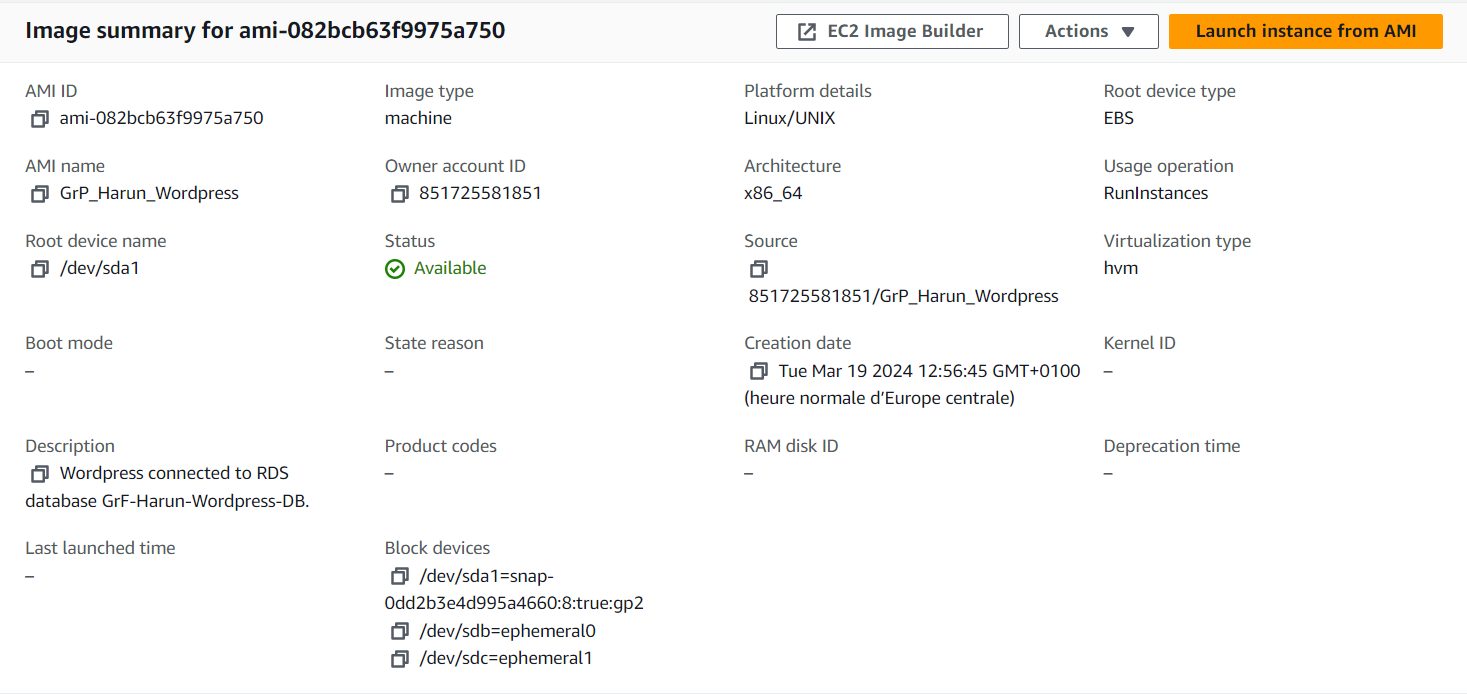 Image summary for ami-082bcb63f9975a750
EC2 Image Builder
Actions
Launch instance from AMI
AMI ID
ami-082bcb63f9975a750
Image type
machine
Platform details
Linux/UNIX
Root device type
EBS
AMI name
GrP_Harun_Wordpress
Owner account ID
851725581851
Architecture
x86_64
Usage operation
RunInstances
Root device name
/dev/sda1
Status
Available
Source
851725581851/GrP_Harun_Wordpress
Virtualization type
hvm
Boot mode
–
State reason
–
Creation date
Tue Mar 19 2024 12:56:45 GMT+0100
(heure normale d’Europe centrale)
Kernel ID
–
Description
Wordpress connected to RDS
database GrF-Harun-Wordpress-DB.
Product codes
–
RAM disk ID
–
Deprecation time
–
Last launched time
–
Block devices
/dev/sda1=snap-
0dd2b3e4d995a4660:8:true:gp2
/dev/sdb=ephemeral0
/dev/sdc=ephemeral1